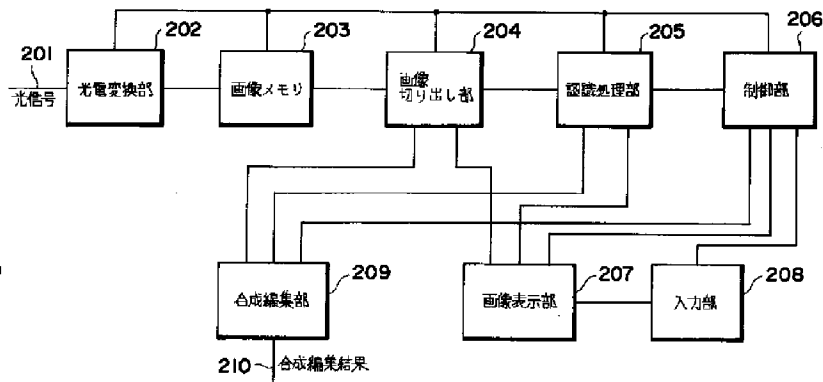 201
光信号
202
光電変換部
203
画像メモリ
204
画像
切り出し部
205
認識処理部
206
制御部
209
合成編集部
207
画像表示部
208
入力部
210
合成編集結果